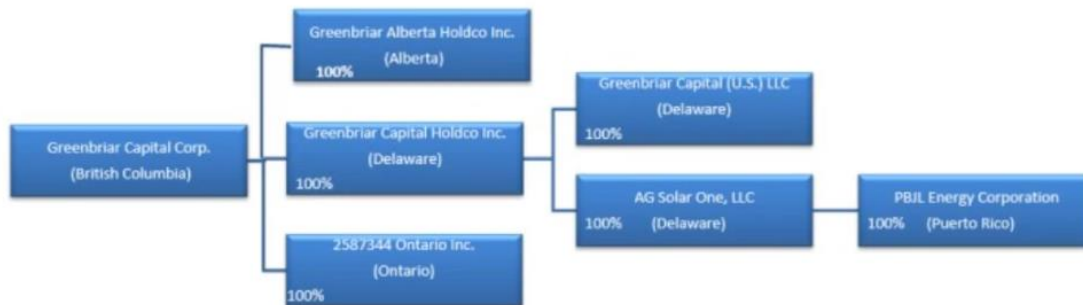 Greenbriar Alberta Holdco Inc.
(Alberta)
100%
Greenbriar Capital (U.S.) LLC
(Delaware)
100%
Greenbriar Capital Corp.
(British Columbia)
Greenbriar Capital Holdco Inc.
(Delaware)
100%
AG Solar One, LLC
100% (Delaware)
PBJL Energy Corporation
100% (Puerto Rico)
2587344 Ontario Inc.
(Ontario)
100%